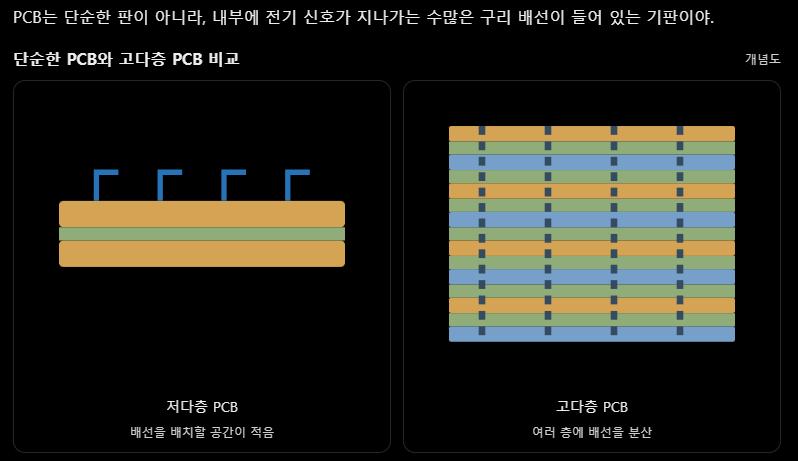 PCB는 단순한 판이 아니라, 내부에 전기 신호가 지나가는 수많은 구리 배선이 들어 있는 기판이야.
단순한 PCB와 고다층 PCB 비교
개념도
저다층 PCB
배선을 배치할 공간이 적음
고다층 PCB
여러 층에 배선을 분산